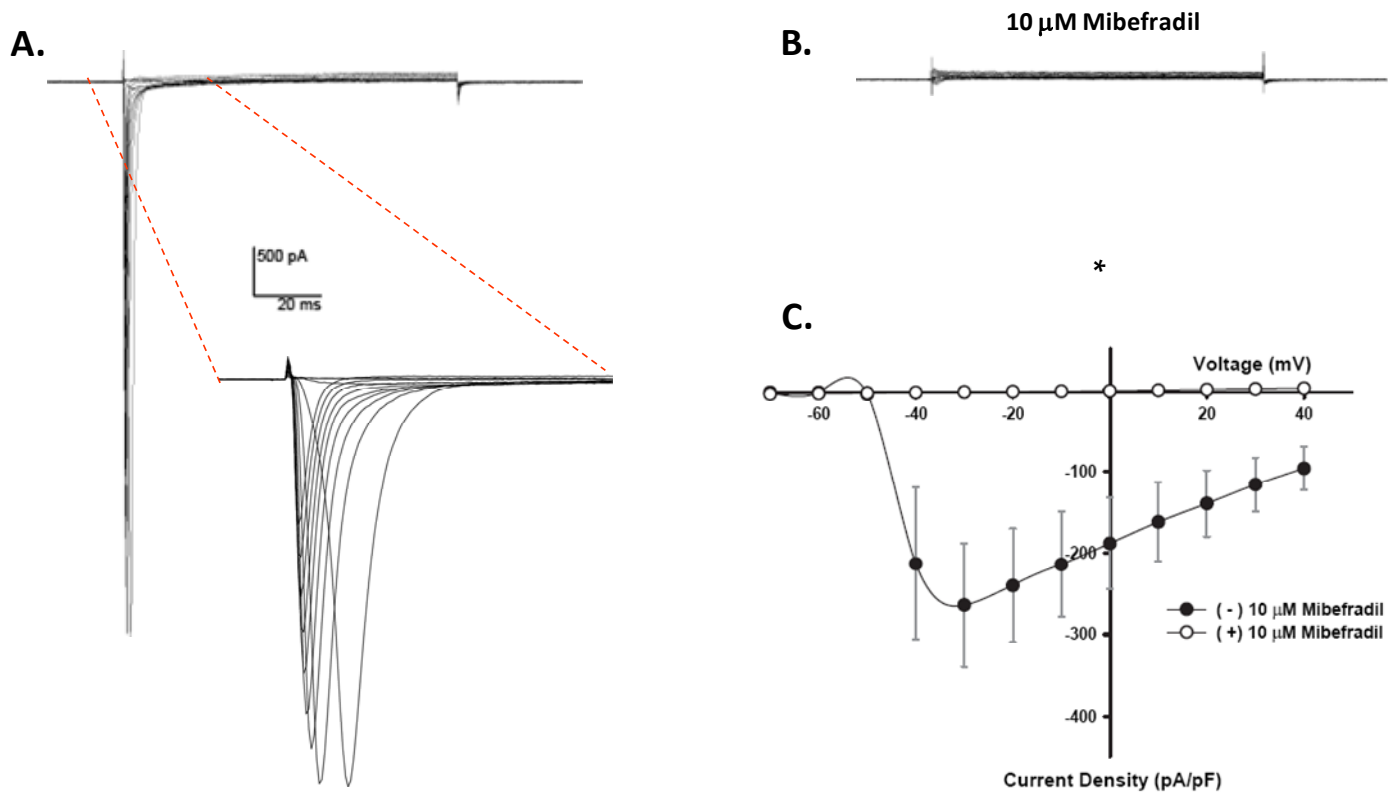 A.
500 pA
20 ms
B.
10 μM Mibefradil
*
C.
Voltage (mV)
-60
-40
-20
20
40
-100
-200
-300
-400
( - ) 10 μM Mibefradil
( +) 10 μM Mibefradil
Current Density (pA/pF)